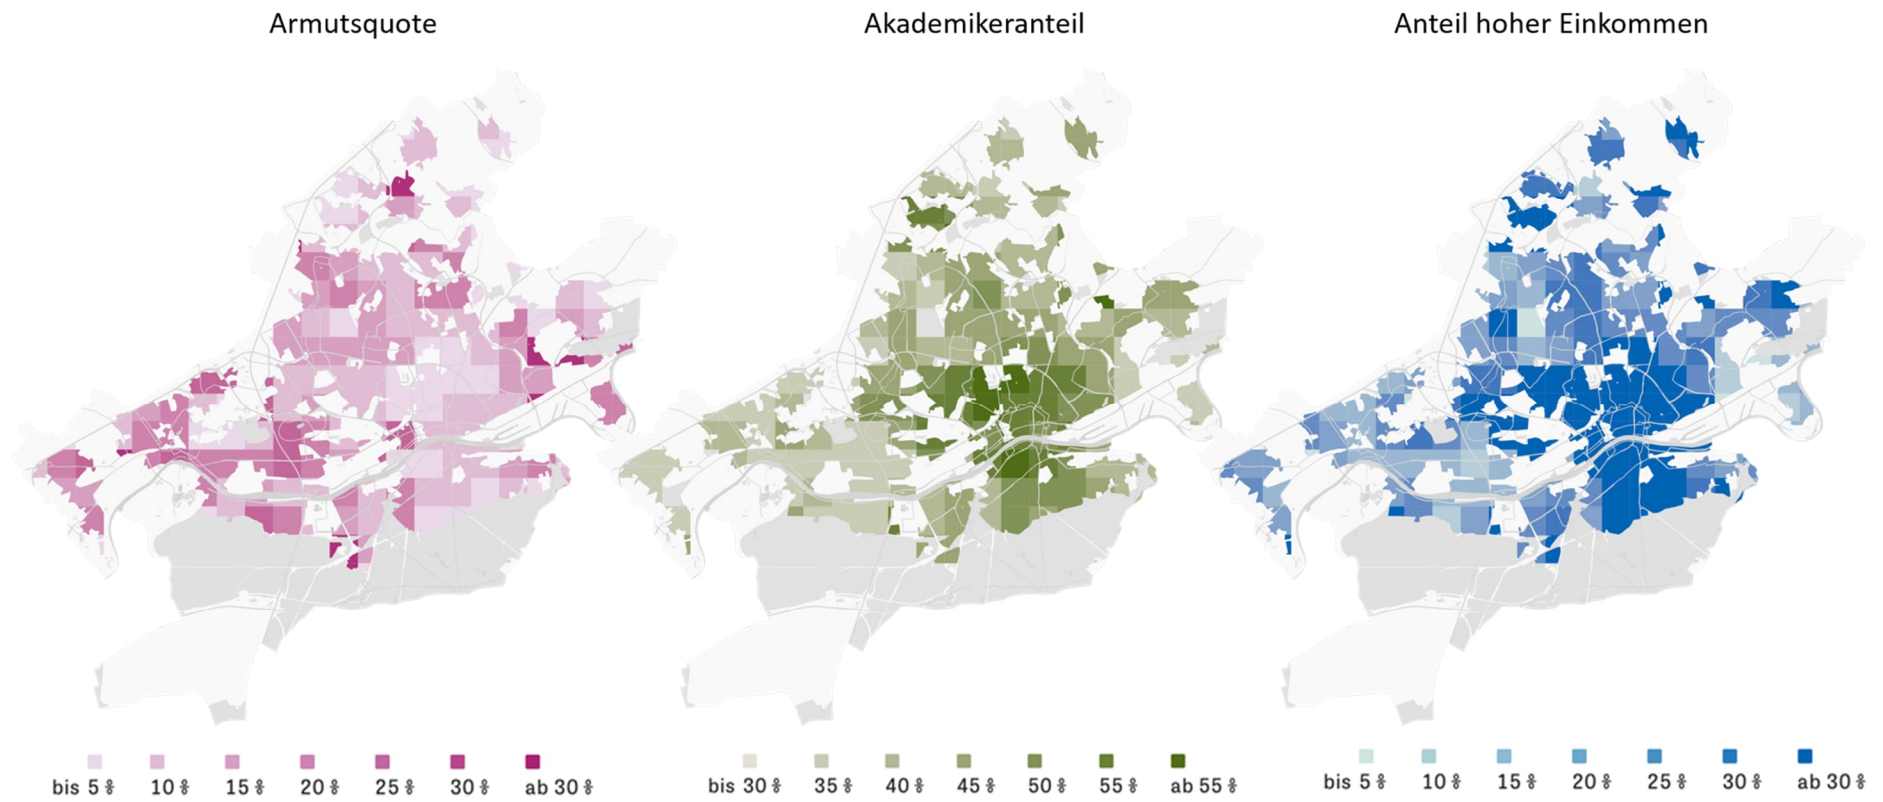 Armutsquote
Akademikeranteil
Anteil hoher Einkommen
bis 5 % 10 % 15 % 20 % 25 % 30 % ab 30 %
bis 30 % 35 % 40 % 45 % 50 % 55 % ab 55 %
bis 5 % 10 % 15 % 20 % 25 % 30 % ab 30 %